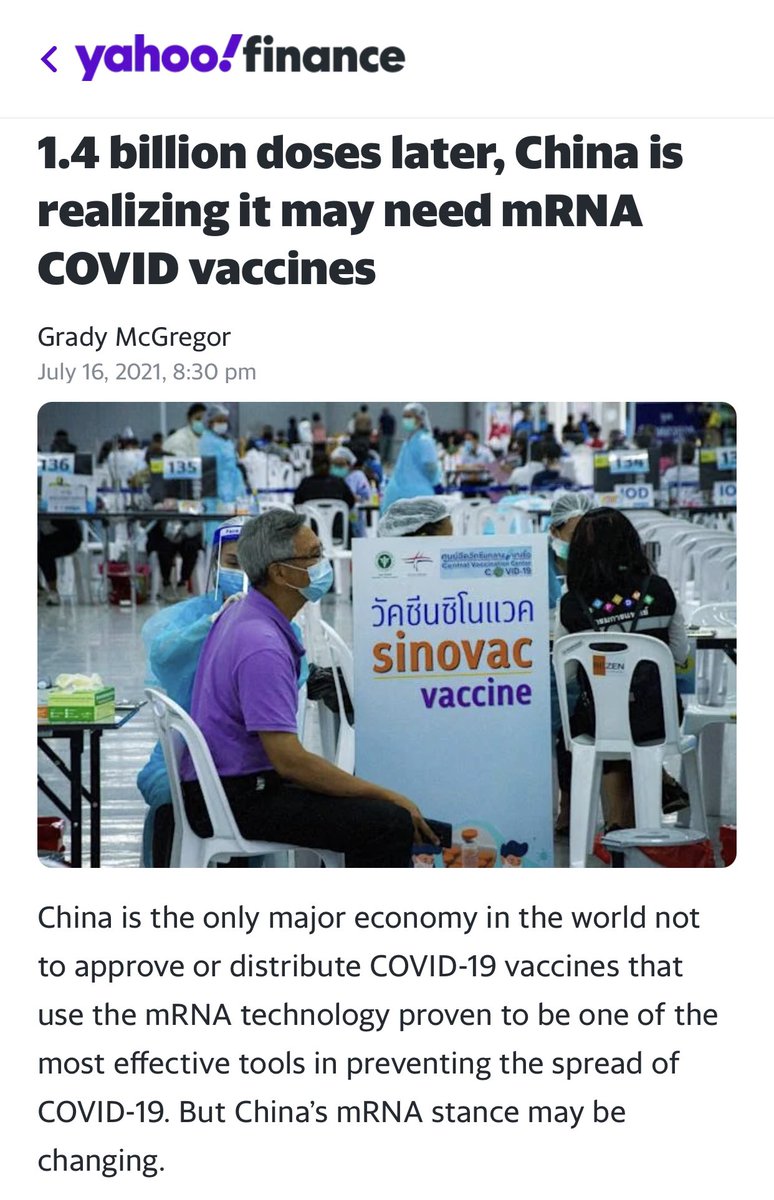 yahoo!finance
1.4 billion doses later, China is
realizing it may need mRNA
COVID vaccines
Grady McGregor
July 16, 2021, 8:30 pm
136
135
134
13
IOD
IO
Central Vaccination Center
COVID-19
วัคซีนซิโนแวค
sinovac
vaccine
ZEN
China is the only major economy in the world not
to approve or distribute COVID-19 vaccines that
use the mRNA technology proven to be one of the
most effective tools in preventing the spread of
COVID-19. But China’s mRNA stance may be
changing.